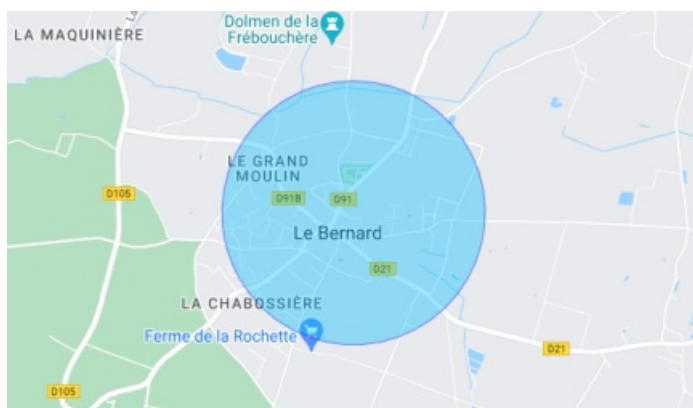 Dolmen de la
Frébouchère
LA MAQUINIÈRE
LE GRAND
MOULIN
D105
D91B
D91
Le Bernard
D21
LA CHABOSSIÈRE
Ferme de la Rochette
D21
D105